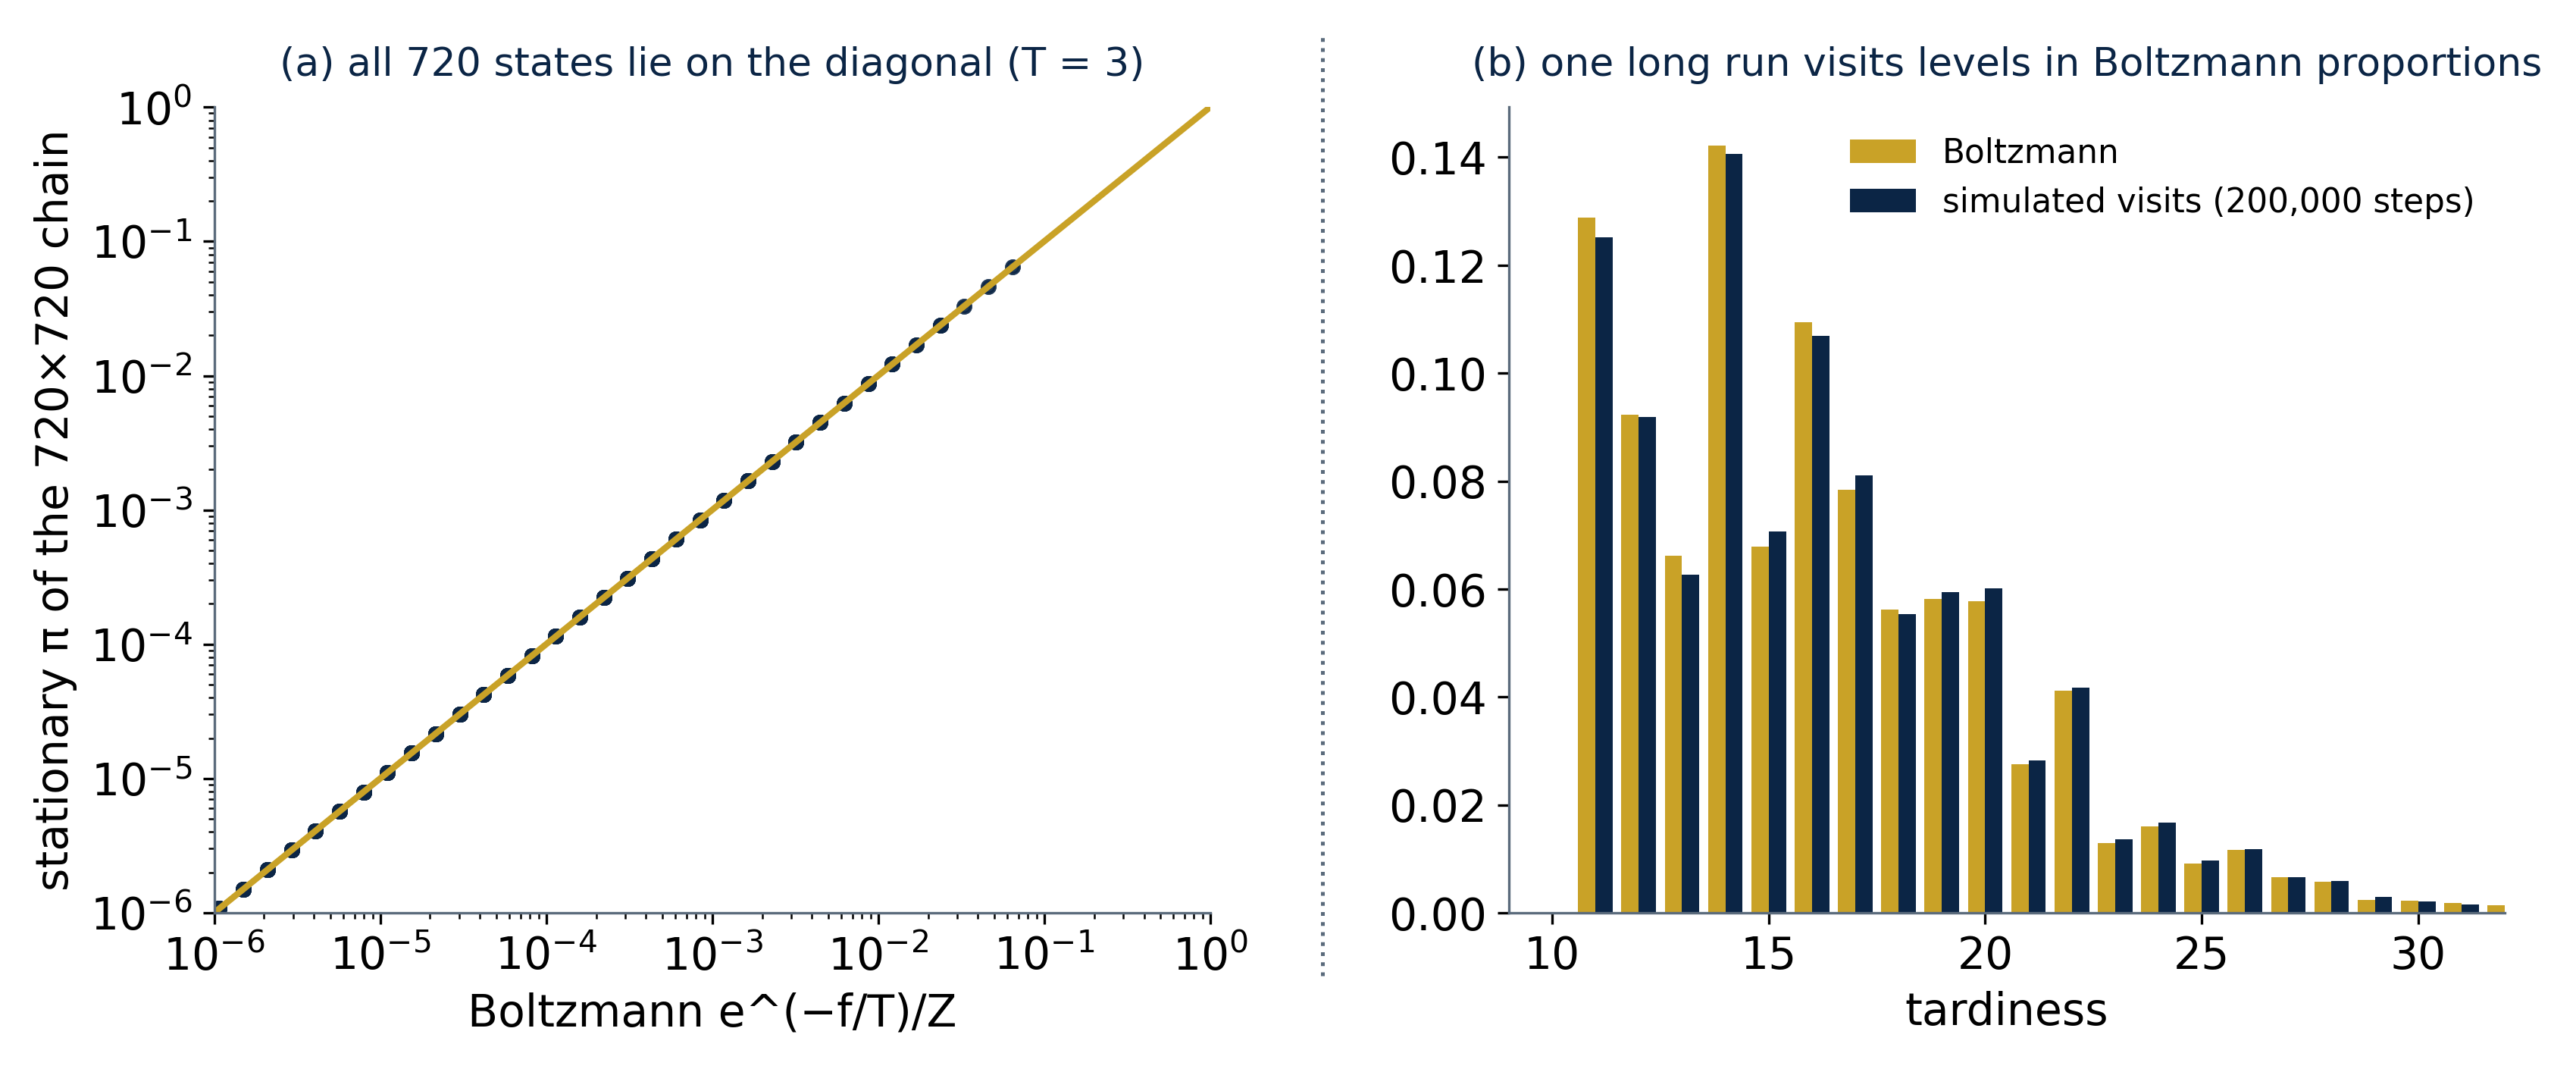 (a) all 720 states lie on the diagonal (T = 3)
stationary π of the 720×720 chain
10⁰
10⁻¹
10⁻²
10⁻³
10⁻⁴
10⁻⁵
10⁻⁶
10⁻⁶ 10⁻⁵ 10⁻⁴ 10⁻³ 10⁻² 10⁻¹ 10⁰
Boltzmann e^(−f/T)/Z
(b) one long run visits levels in Boltzmann proportions
Boltzmann
simulated visits (200,000 steps)
0.14
0.12
0.10
0.08
0.06
0.04
0.02
0.00
10 15 20 25 30
tardiness